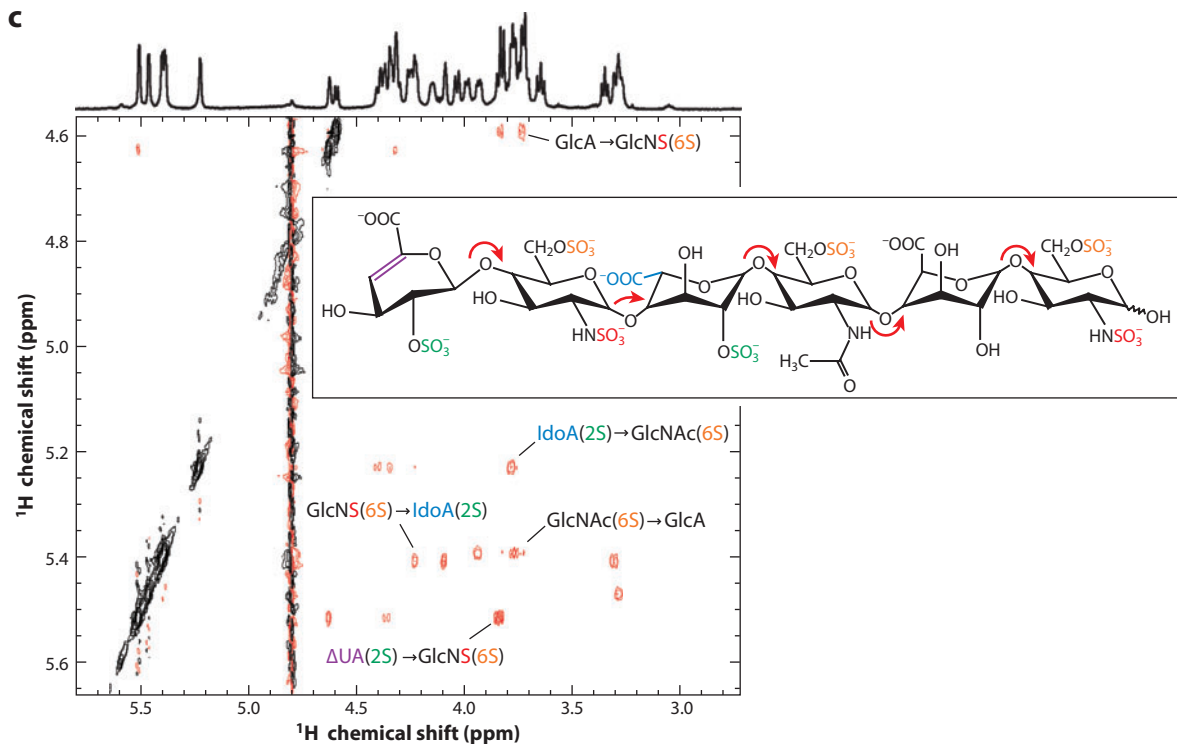 c
4.6
4.8
5.0
5.2
5.4
5.6
¹H chemical shift (ppm)
5.5 5.0 4.5 4.0 3.5 3.0
¹H chemical shift (ppm)
GlcA→GlcNS(6S)
⁻OOC
O
HO
OSO₃⁻
O
CH₂OSO₃⁻
O
HO
HNSO₃⁻
O
⁻OOC
OH
O
OSO₃⁻
O
CH₂OSO₃⁻
O
HO
NH
H₃C
O
O
⁻OOC
OH
O
OH
O
CH₂OSO₃⁻
O
HO
HNSO₃⁻
OH
IdoA(2S)→GlcNAc(6S)
GlcNS(6S)→IdoA(2S)
GlcNAc(6S)→GlcA
ΔUA(2S)→GlcNS(6S)